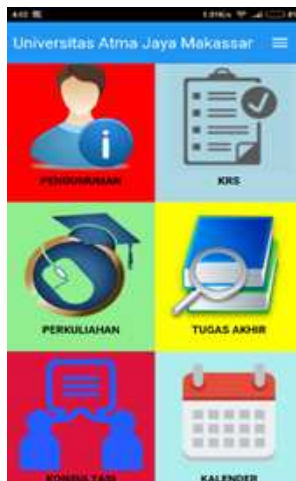 Universitas Atma Jaya Makassar
PENGUMUMAN
KRS
PERKULIAHAN
TUGAS AKHIR
KONSULTASI
KALENDER